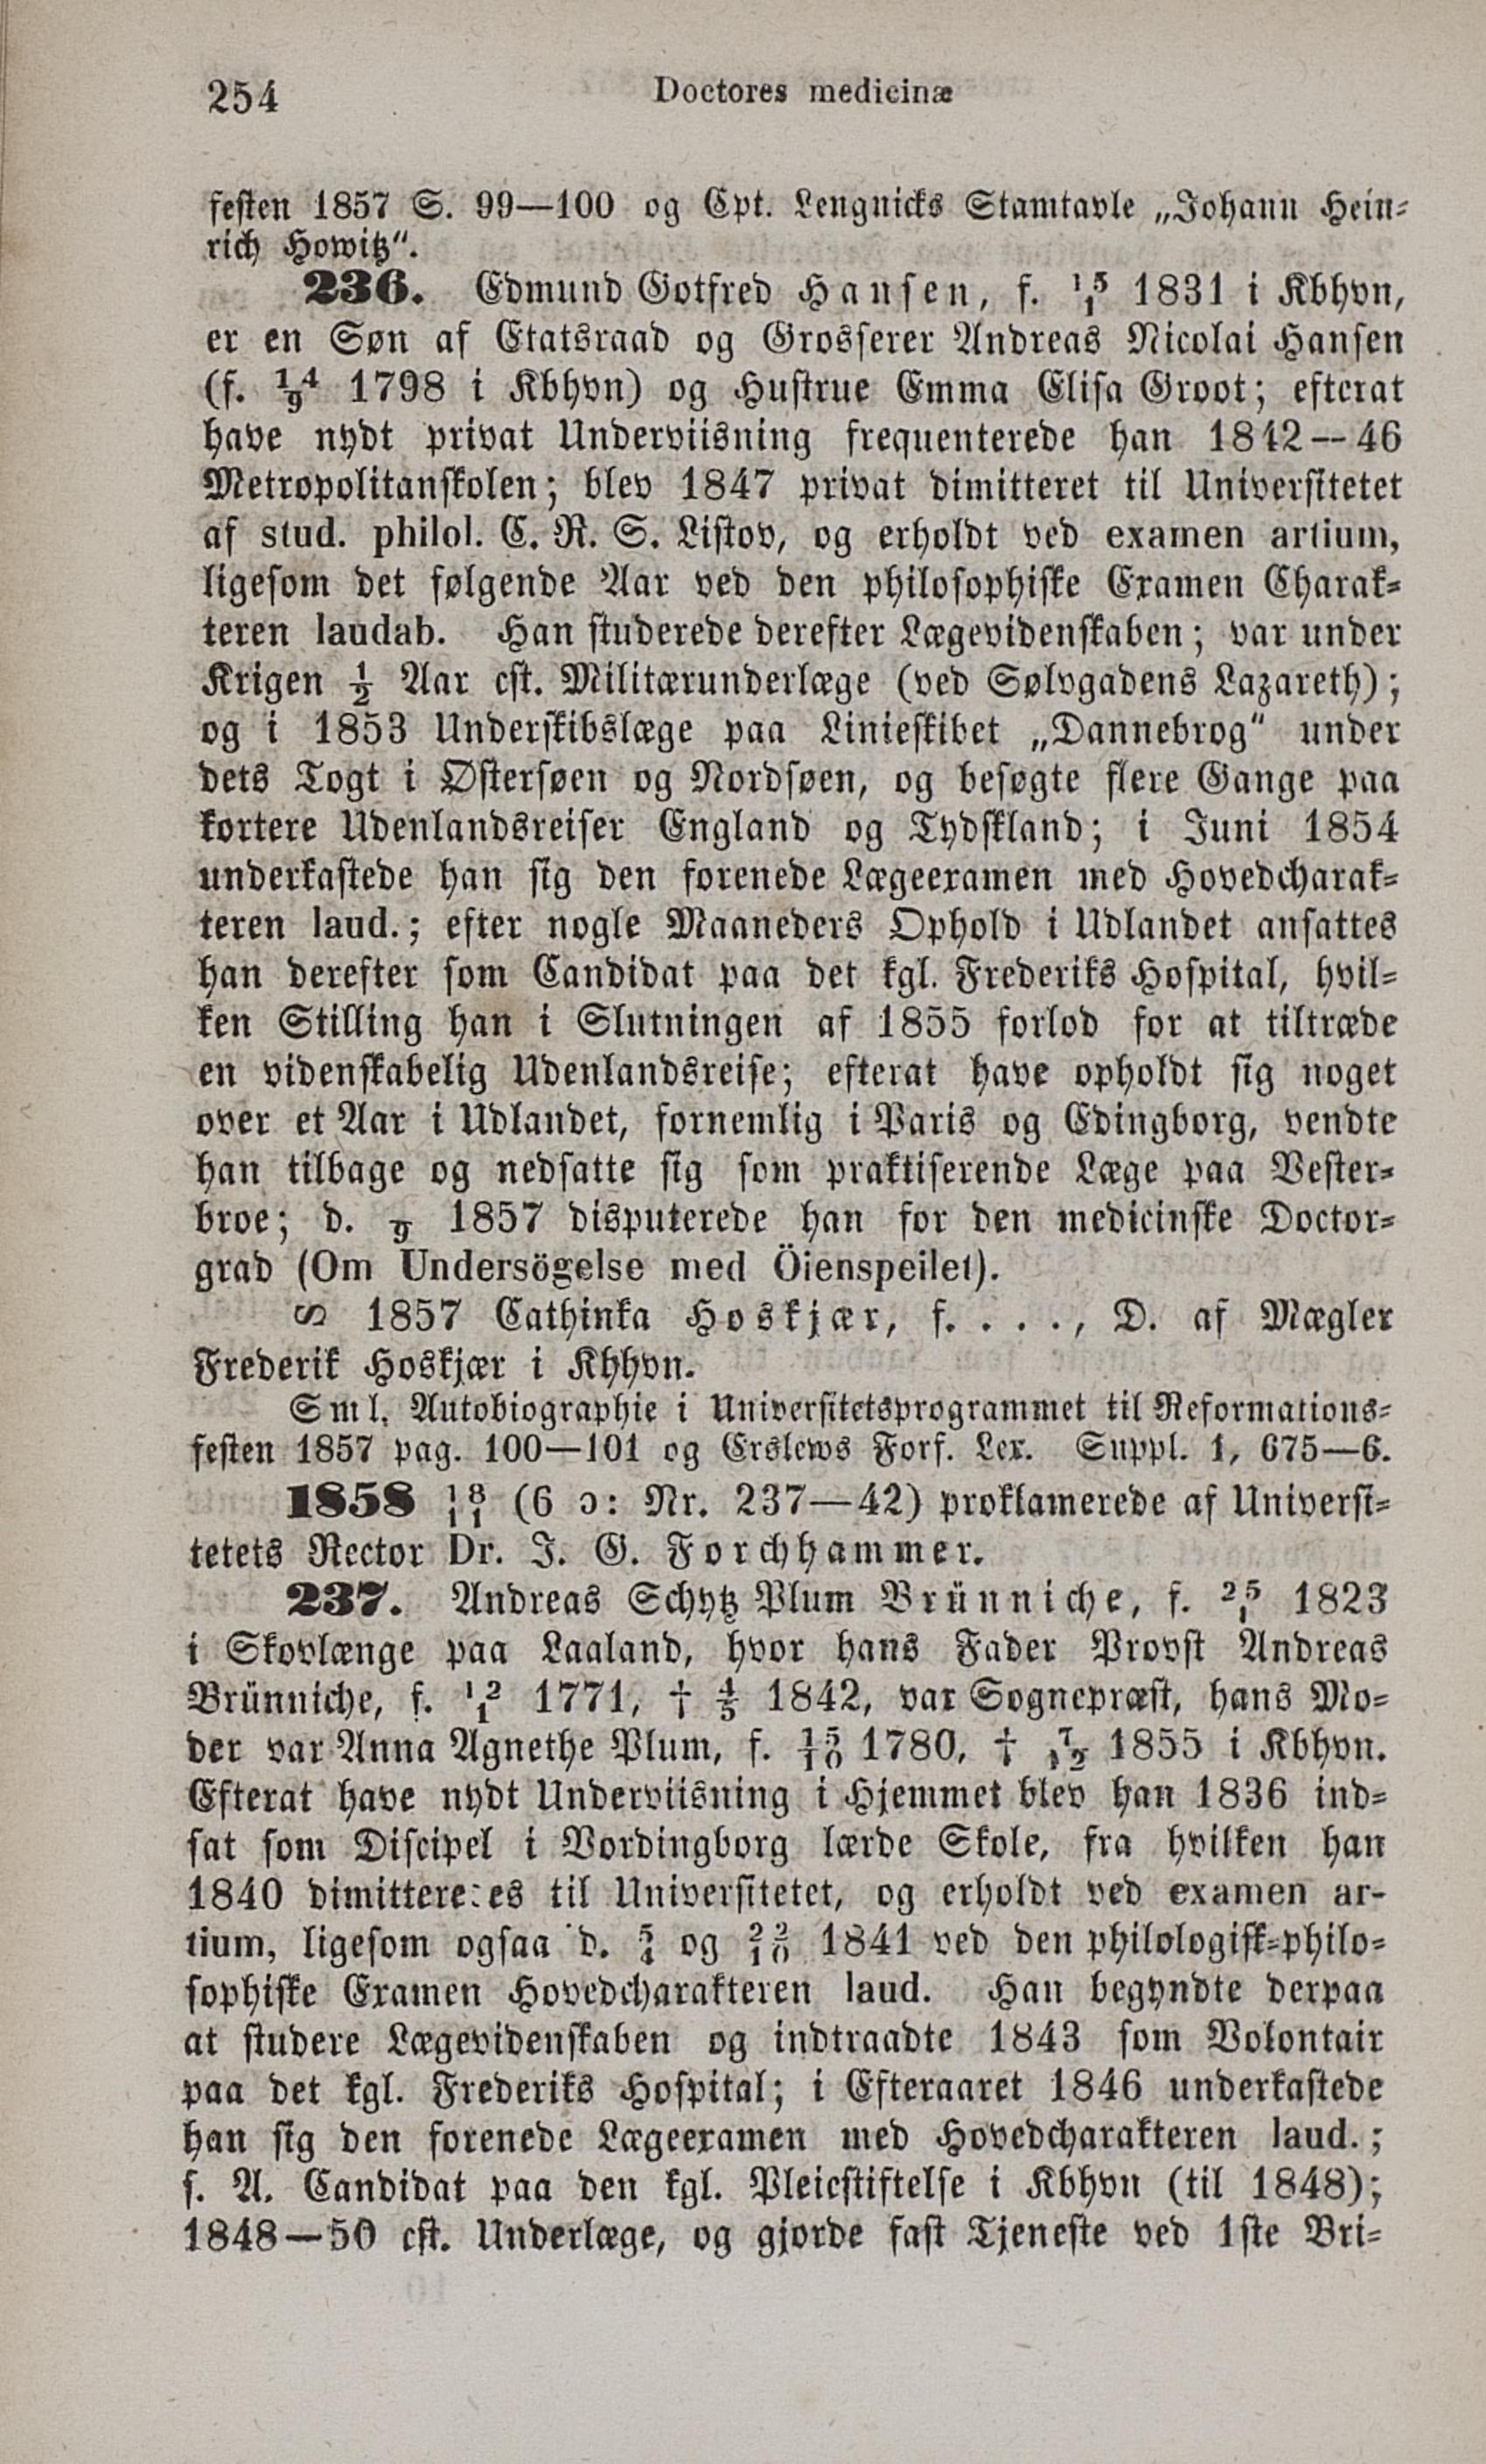 254
Doctores medicinæ
festen 1857 S. 99—100 og Cpt. Lengnicks Stamtavle „Johann Hein-
rich Howitz“.
236. Edmund Gotfred Hansen, f. 15/1 1831 i Kbhvn,
er en Søn af Etatsraad og Grosserer Andreas Nicolai Hansen
(f. 14/9 1798 i Kbhvn) og Hustrue Emma Elisa Groot; efterat
have nydt privat Underviisning frequenterede han 1842—46
Metropolitanskolen; blev 1847 privat dimitteret til Universitetet
af stud. philol. C. R. S. Listov, og erholdt ved examen artium,
ligesom det følgende Aar ved den philosophiske Examen Charak-
teren laudab. Han studerede derefter Lægevidenskaben; var under
Krigen 1/2 Aar cst. Militærunderlæge (ved Sølvgadens Lazareth);
og i 1853 Underskibslæge paa Linieskibet „Dannebrog“ under
dets Togt i Østersøen og Nordsøen, og besøgte flere Gange paa
kortere Udenlandsreiser England og Tydskland; i Juni 1854
underkastede han sig den forenede Lægeexamen med Hovedcharak-
teren laud.; efter nogle Maaneders Ophold i Udlandet ansattes
han derefter som Candidat paa det kgl. Frederiks Hospital, hvil-
ken Stilling han i Slutningen af 1855 forlod for at tiltræde
en videnskabelig Udenlandsreise; efterat have opholdt sig noget
over et Aar i Udlandet, fornemlig i Paris og Edingborg, vendte
han tilbage og nedsatte sig som praktiserende Læge paa Vester-
broe; d. /9 1857 disputerede han for den medicinske Doctor-
grad (Om Undersögelse med Öienspeilet).
∽ 1857 Cathinka Hoskjær, f. . . ., D. af Mægler
Frederik Hoskjær i Khhvn.
Sml. Autobiographie i Universitetsprogrammet til Reformations-
festen 1857 pag. 100—101 og Erslews Forf. Lex. Suppl. 1, 675—6.
1858 18/11 (6 ɔ: Nr. 237—42) proklamerede af Universi-
tetets Rector Dr. J. G. Forchhammer.
237. Andreas Schytz Plum Brünniche, f. 25/1 1823
i Skovlænge paa Laaland, hvor hans Fader Provst Andreas
Brünniche, f. 12/1 1771, † 4/5 1842, var Sognepræst, hans Mo-
der var Anna Agnethe Plum, f. 15/10 1780, † 7/12 1855 i Kbhvn.
Efterat have nydt Underviisning i Hjemmet blev han 1836 ind-
sat som Discipel i Vordingborg lærde Skole, fra hvilken han
1840 dimitteredes til Universitetet, og erholdt ved examen ar-
tium, ligesom ogsaa d. 5/4 og 22/10 1841 ved den philologisk-philo-
sophiske Examen Hovedcharakteren laud. Han begyndte derpaa
at studere Lægevidenskaben og indtraadte 1843 som Volontair
paa det kgl. Frederiks Hospital; i Efteraaret 1846 underkastede
han sig den forenede Lægeexamen med Hovedcharakteren laud.;
s. A. Candidat paa den kgl. Pleiestiftelse i Kbhvn (til 1848);
1848—50 cst. Underlæge, og gjorde fast Tjeneste ved 1ste Bri-